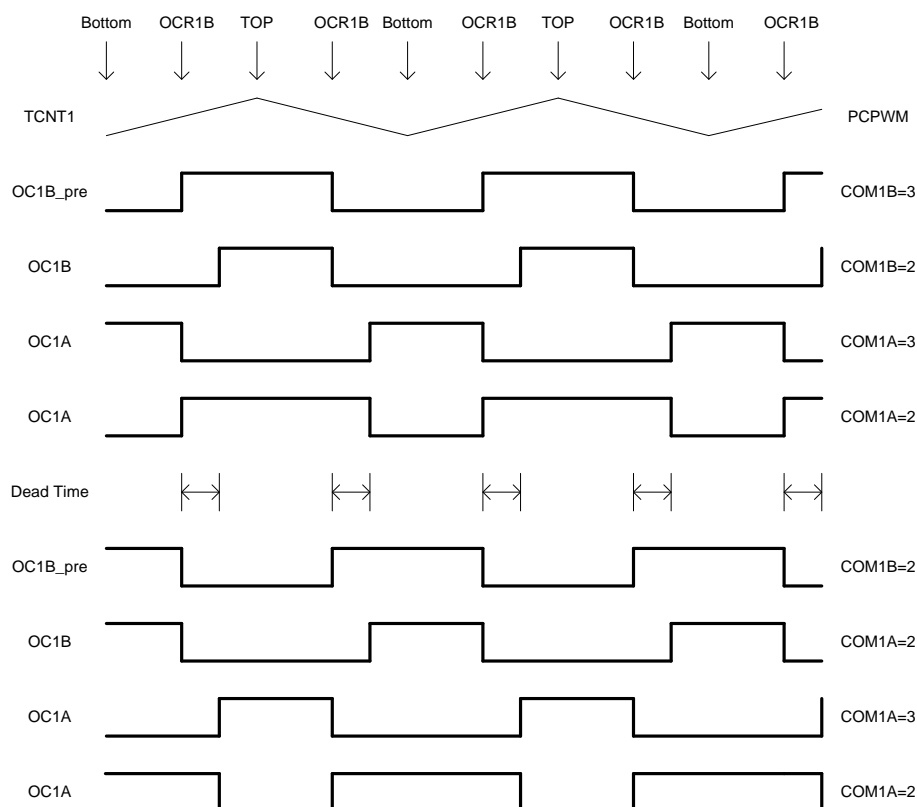 Bottom OCR1B TOP OCR1B Bottom OCR1B TOP OCR1B Bottom OCR1B
TCNT1 PCPWM
OC1B_pre COM1B=3
OC1B COM1B=2
OC1A COM1A=3
OC1A COM1A=2
Dead Time
OC1B_pre COM1B=2
OC1B COM1A=2
OC1A COM1A=3
OC1A COM1A=2